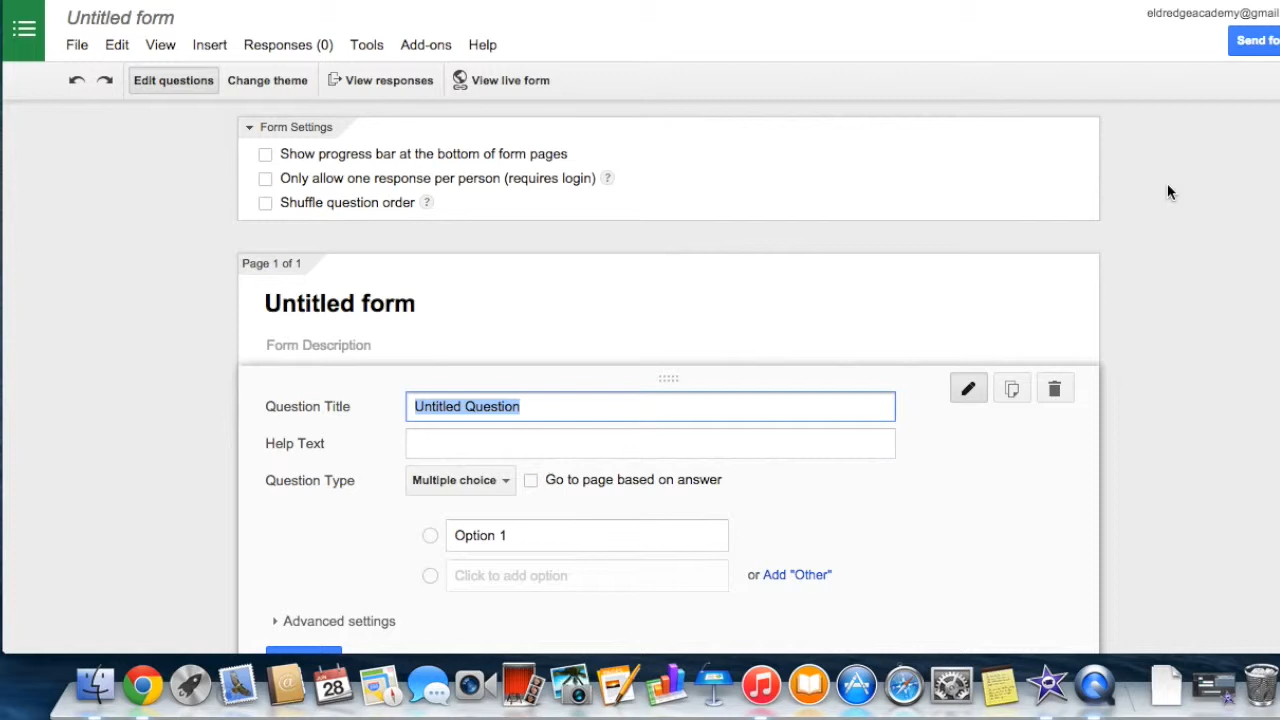 Untitled form
eldredgeacademy@gmail
File Edit View Insert Responses (0) Tools Add-ons Help
Send fo
Edit questions Change theme View responses View live form
Form Settings
Show progress bar at the bottom of form pages
Only allow one response per person (requires login) ?
Shuffle question order ?
Page 1 of 1
Untitled form
Form Description
Question Title Untitled Question
Help Text
Question Type Multiple choice Go to page based on answer
Option 1
Click to add option or Add "Other"
Advanced settings
28